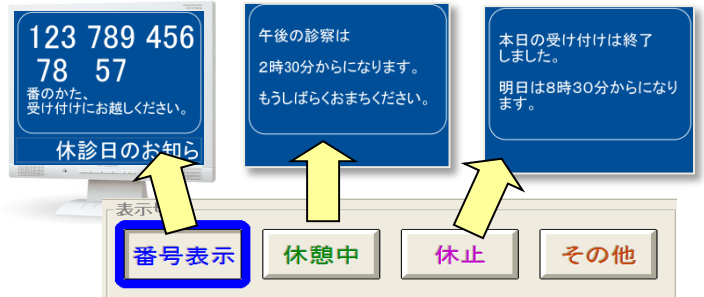 123 789 456
78 57
番のかた、
受け付けにお越しください。
休診日のお知ら
午後の診察は
2時30分からになります。
もうしばらくおまちください。
本日の受け付けは終了
しました。
明日は8時30分からになり
ます。
表示
番号表示
休憩中
休止
その他